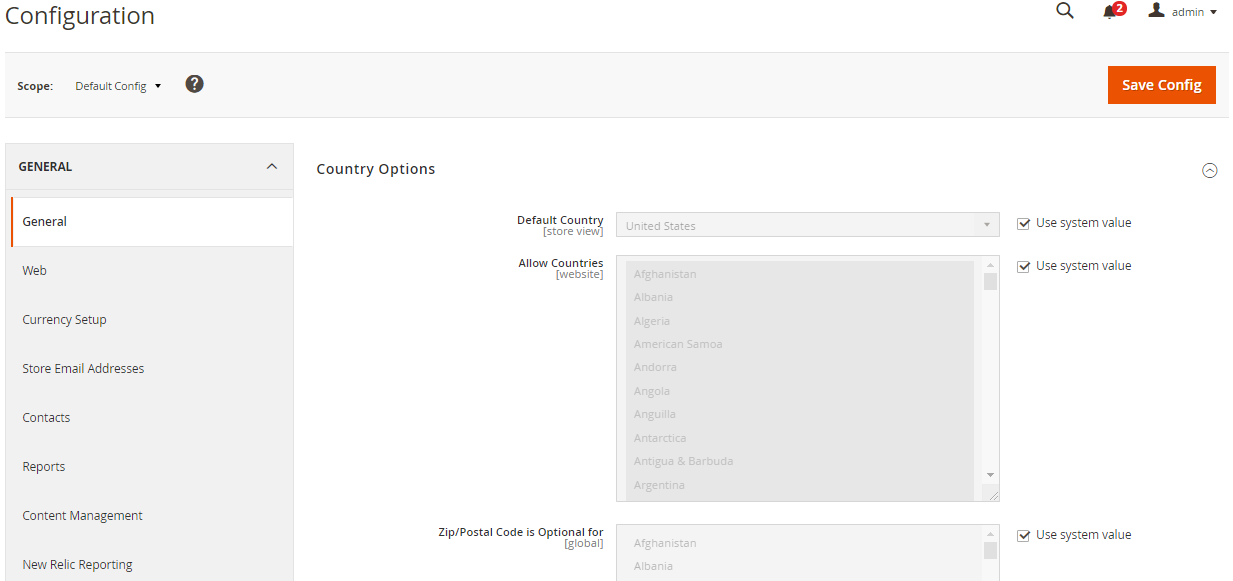 Configuration
2
admin
Scope:
Default Config
?
Save Config
GENERAL
General
Web
Currency Setup
Store Email Addresses
Contacts
Reports
Content Management
New Relic Reporting
Country Options
Default Country
[store view]
United States
Use system value
Allow Countries
[website]
Afghanistan
Albania
Algeria
American Samoa
Andorra
Angola
Anguilla
Antarctica
Antigua & Barbuda
Argentina
Use system value
Zip/Postal Code is Optional for
[global]
Afghanistan
Albania
Use system value